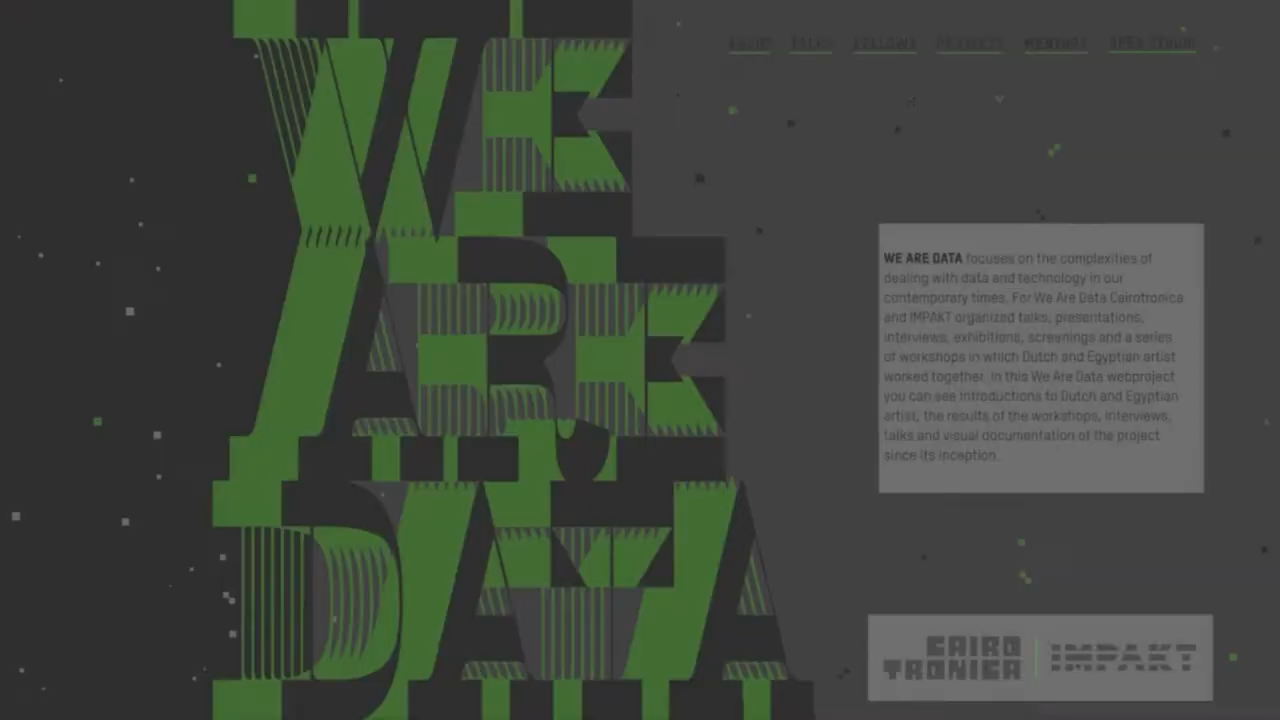 WE
ARE
DATA
ABOUT TALKS FELLOWS PROJECTS MENTORS OPEN FORUM
WE ARE DATA focuses on the complexities of
dealing with data and technology in our
contemporary times. For We Are Data Cairotronica
and IMPAKT organized talks, presentations,
interviews, exhibitions, screenings and a series
of workshops in which Dutch and Egyptian artist
worked together. In this We Are Data webproject
you can see introductions to Dutch and Egyptian
artist, the results of the workshops, interviews,
talks and visual documentation of the project
since its inception.
CAIRO
TRONICA
IMPAKT